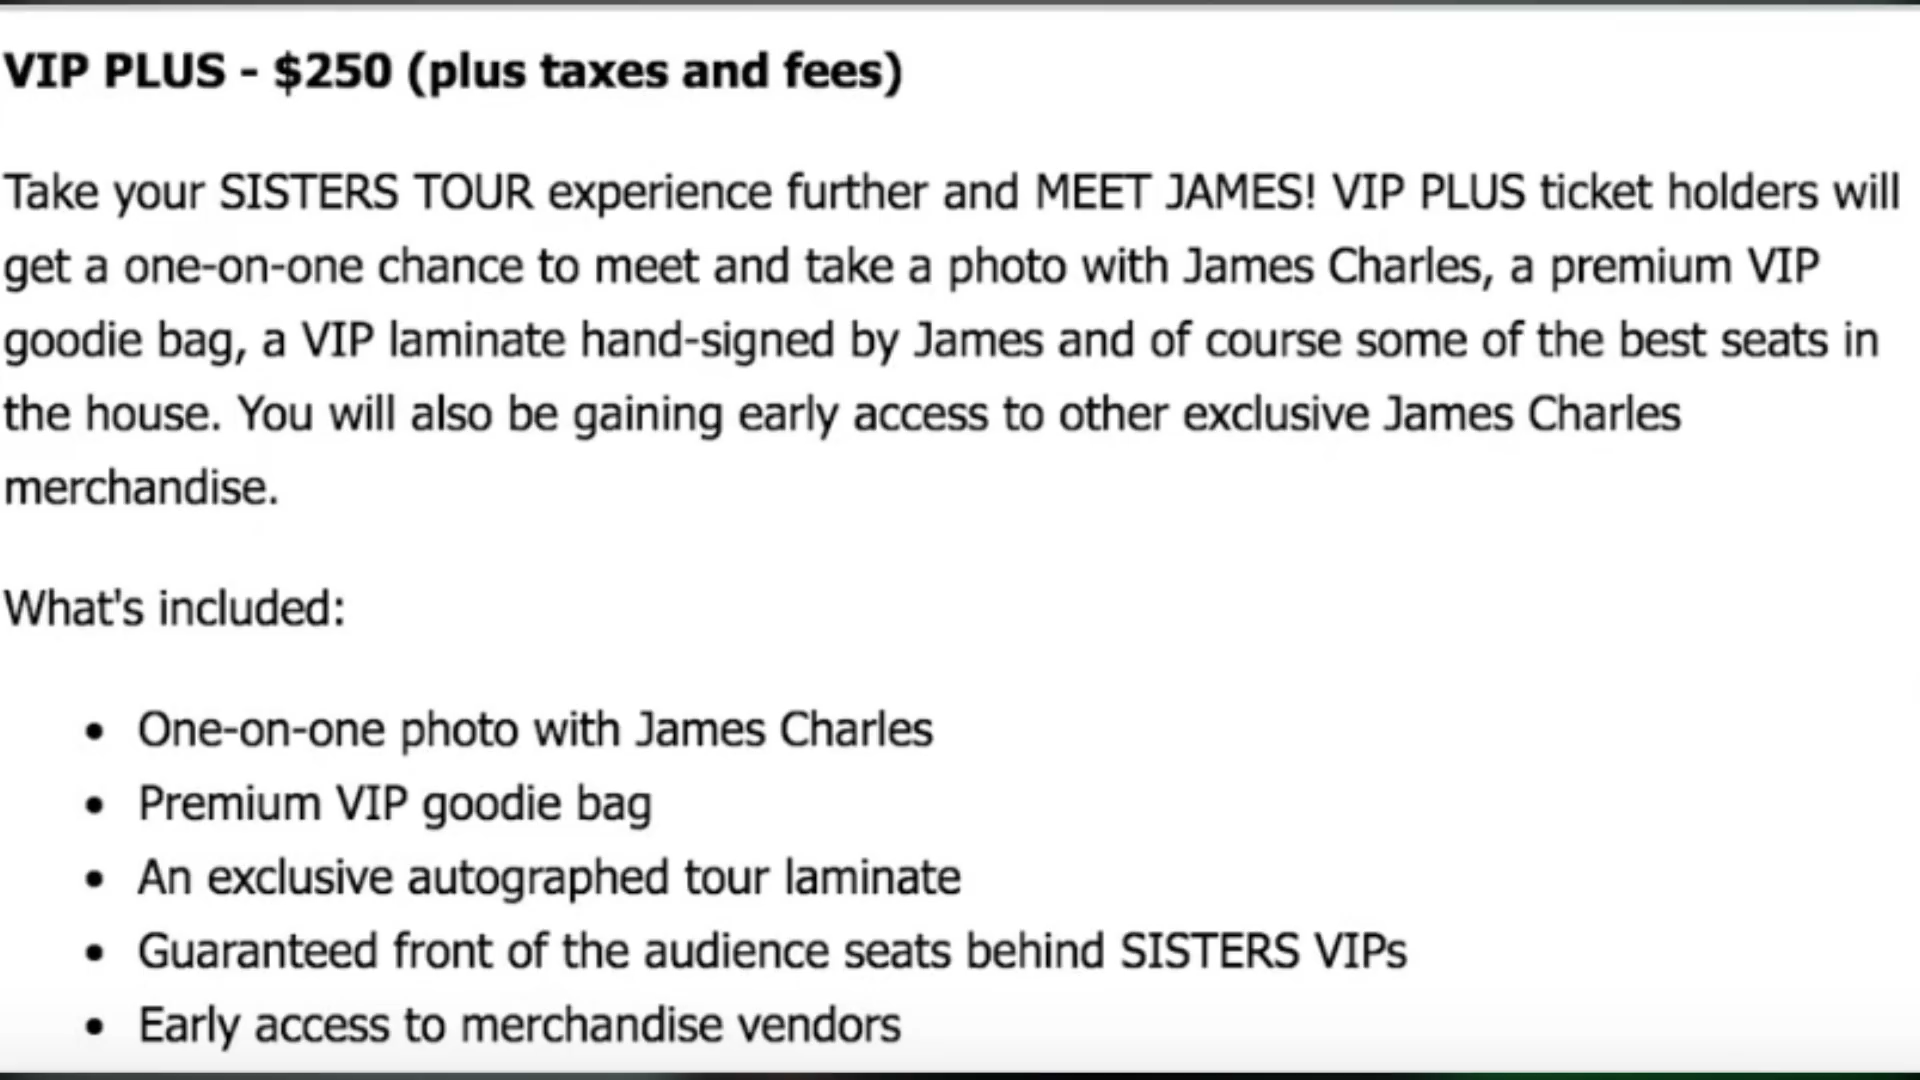 VIP PLUS - $250 (plus taxes and fees)
Take your SISTERS TOUR experience further and MEET JAMES! VIP PLUS ticket holders will
get a one-on-one chance to meet and take a photo with James Charles, a premium VIP
goodie bag, a VIP laminate hand-signed by James and of course some of the best seats in
the house. You will also be gaining early access to other exclusive James Charles
merchandise.
What's included:
• One-on-one photo with James Charles
• Premium VIP goodie bag
• An exclusive autographed tour laminate
• Guaranteed front of the audience seats behind SISTERS VIPs
• Early access to merchandise vendors